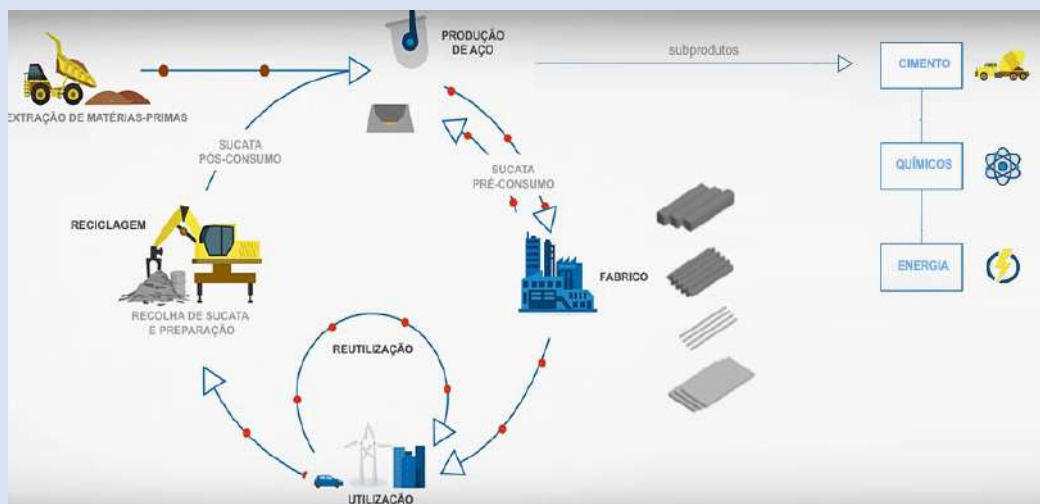 PRODUÇÃO
DE AÇO
subprodutos
CIMENTO
EXTRAÇÃO DE MATÉRIAS-PRIMAS
SUCATA
PÓS-CONSUMO
SUCATA
PRÉ-CONSUMO
QUÍMICOS
RECICLAGEM
ENERGIA
FABRICO
RECOLHA DE SUCATA
E PREPARAÇÃO
REUTILIZAÇÃO
UTILIZAÇÃO